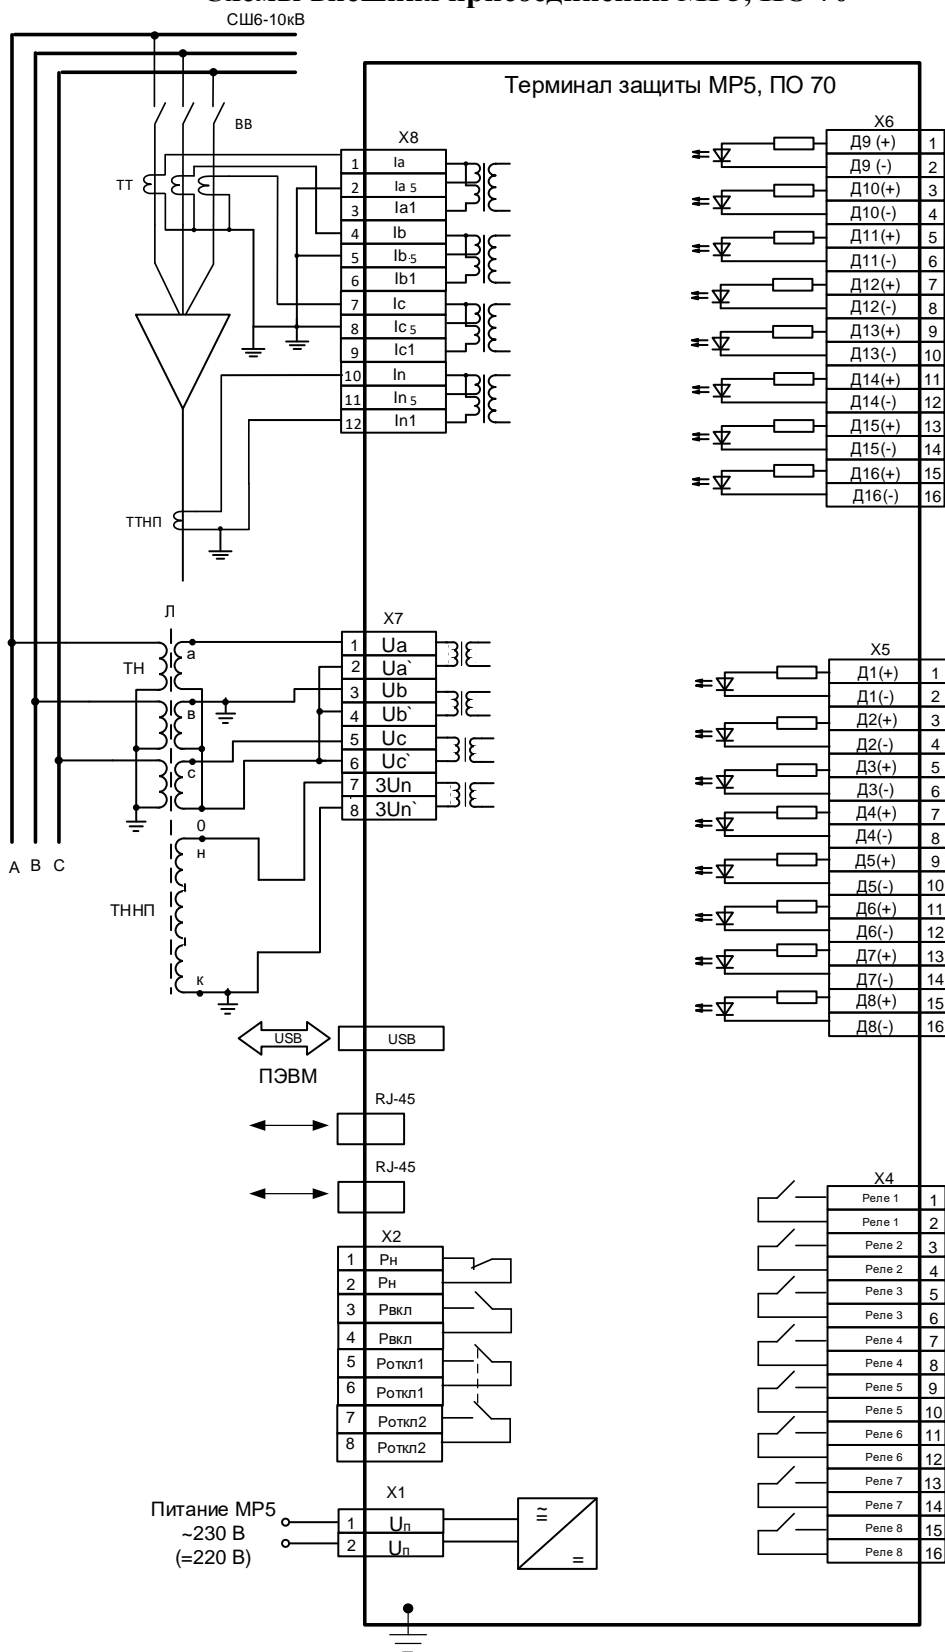 Схемы внешних присоединений МР5, ПО 70
СШ6-10кВ
Терминал защиты МР5, ПО 70
ВВ
ТТ
X8
1 Ia
2 Ia 5
3 Ia1
4 Ib
5 Ib 5
6 Ib1
7 Ic
8 Ic 5
9 Ic1
10 In
11 In 5
12 In1
ТТНП
X6
Д9 (+) 1
Д9 (-) 2
Д10(+) 3
Д10(-) 4
Д11(+) 5
Д11(-) 6
Д12(+) 7
Д12(-) 8
Д13(+) 9
Д13(-) 10
Д14(+) 11
Д14(-) 12
Д15(+) 13
Д15(-) 14
Д16(+) 15
Д16(-) 16
Л
ТН
а
в
с
X7
1 Ua
2 Ua`
3 Ub
4 Ub`
5 Uc
6 Uc`
7 3Un
8 3Un`
0
н
A B C
ТННП
к
X5
Д1(+) 1
Д1(-) 2
Д2(+) 3
Д2(-) 4
Д3(+) 5
Д3(-) 6
Д4(+) 7
Д4(-) 8
Д5(+) 9
Д5(-) 10
Д6(+) 11
Д6(-) 12
Д7(+) 13
Д7(-) 14
Д8(+) 15
Д8(-) 16
USB
USB
ПЭВМ
RJ-45
RJ-45
X2
1 Рн
2 Рн
3 Рвкл
4 Рвкл
5 Роткл1
6 Роткл1
7 Роткл2
8 Роткл2
X4
Реле 1 1
Реле 1 2
Реле 2 3
Реле 2 4
Реле 3 5
Реле 3 6
Реле 4 7
Реле 4 8
Реле 5 9
Реле 5 10
Реле 6 11
Реле 6 12
Реле 7 13
Реле 7 14
Реле 8 15
Реле 8 16
X1
Питание МР5
~230 В
(=220 В)
1 Uп
2 Uп